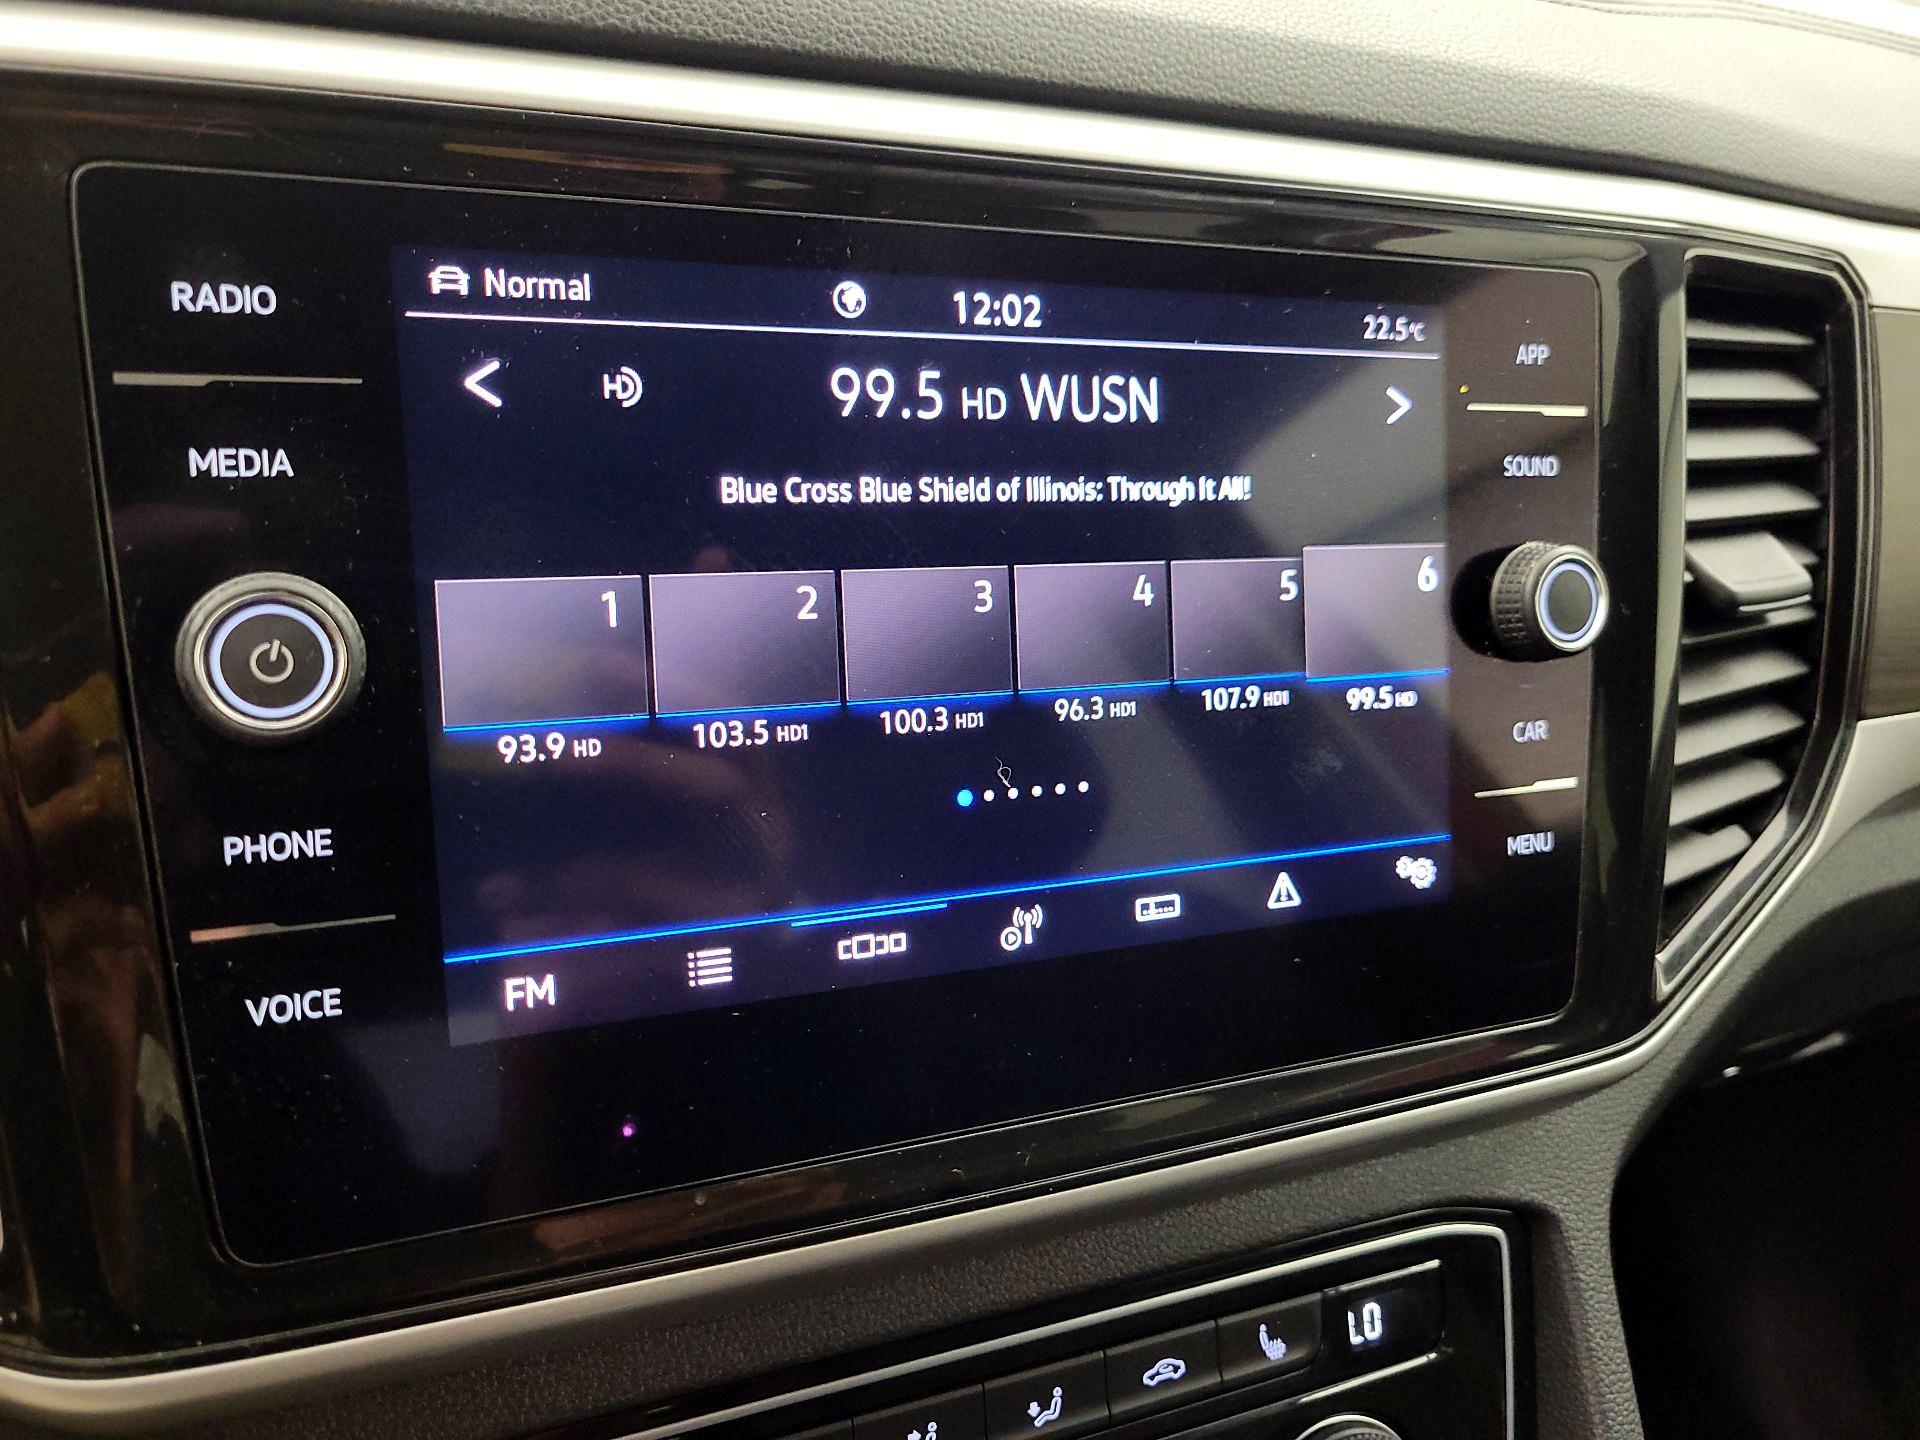 Normal
12:02
22.5°C
RADIO
APP
< HD 99.5 HD WUSN >
MEDIA
SOUND
Blue Cross Blue Shield of Illinois: Through It All!
1 2 3 4 5 6
93.9 HD 103.5 HD1 100.3 HD1 96.3 HD1 107.9 HD1 99.5 HD
CAR
PHONE
MENU
VOICE
FM
LO